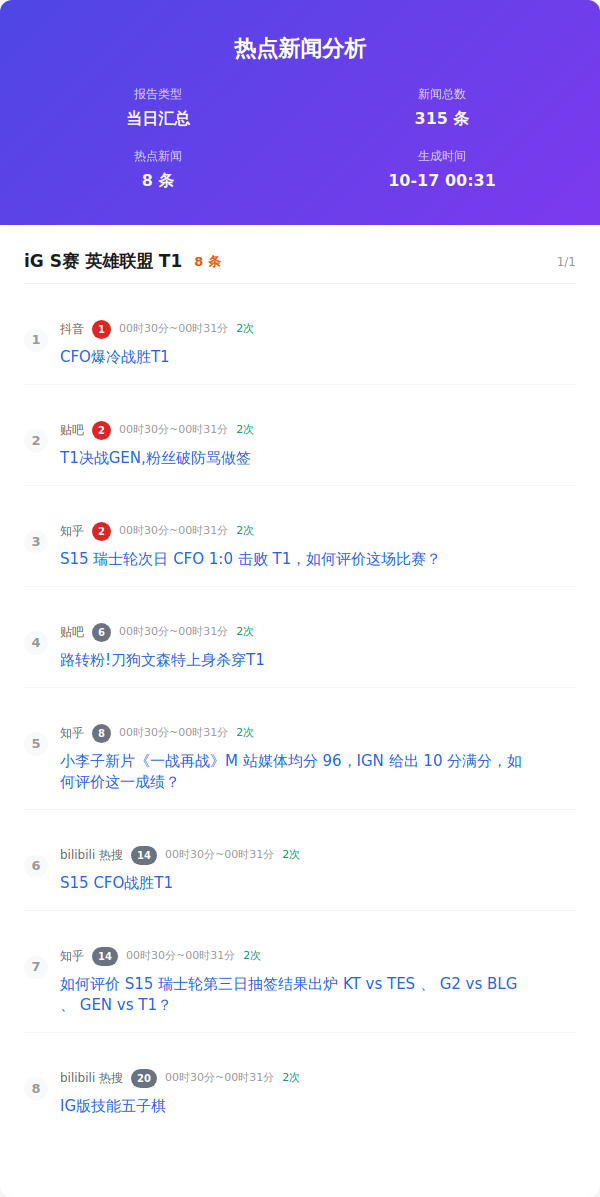 热点新闻分析
报告类型
新闻总数
当日汇总
315 条
热点新闻
生成时间
8 条
10-17 00:31
iG S赛 英雄联盟 T1 8 条 1/1
1
抖音 1 00时30分~00时31分 2次
CFO爆冷战胜T1
2
贴吧 2 00时30分~00时31分 2次
T1决战GEN,粉丝破防骂做签
3
知乎 2 00时30分~00时31分 2次
S15 瑞士轮次日 CFO 1:0 击败 T1，如何评价这场比赛？
4
贴吧 6 00时30分~00时31分 2次
路转粉!刀狗文森特上身杀穿T1
5
知乎 8 00时30分~00时31分 2次
小李子新片《一战再战》M 站媒体均分 96，IGN 给出 10 分满分，如
何评价这一成绩？
6
bilibili 热搜 14 00时30分~00时31分 2次
S15 CFO战胜T1
7
知乎 14 00时30分~00时31分 2次
如何评价 S15 瑞士轮第三日抽签结果出炉 KT vs TES 、 G2 vs BLG
、 GEN vs T1？
8
bilibili 热搜 20 00时30分~00时31分 2次
IG版技能五子棋